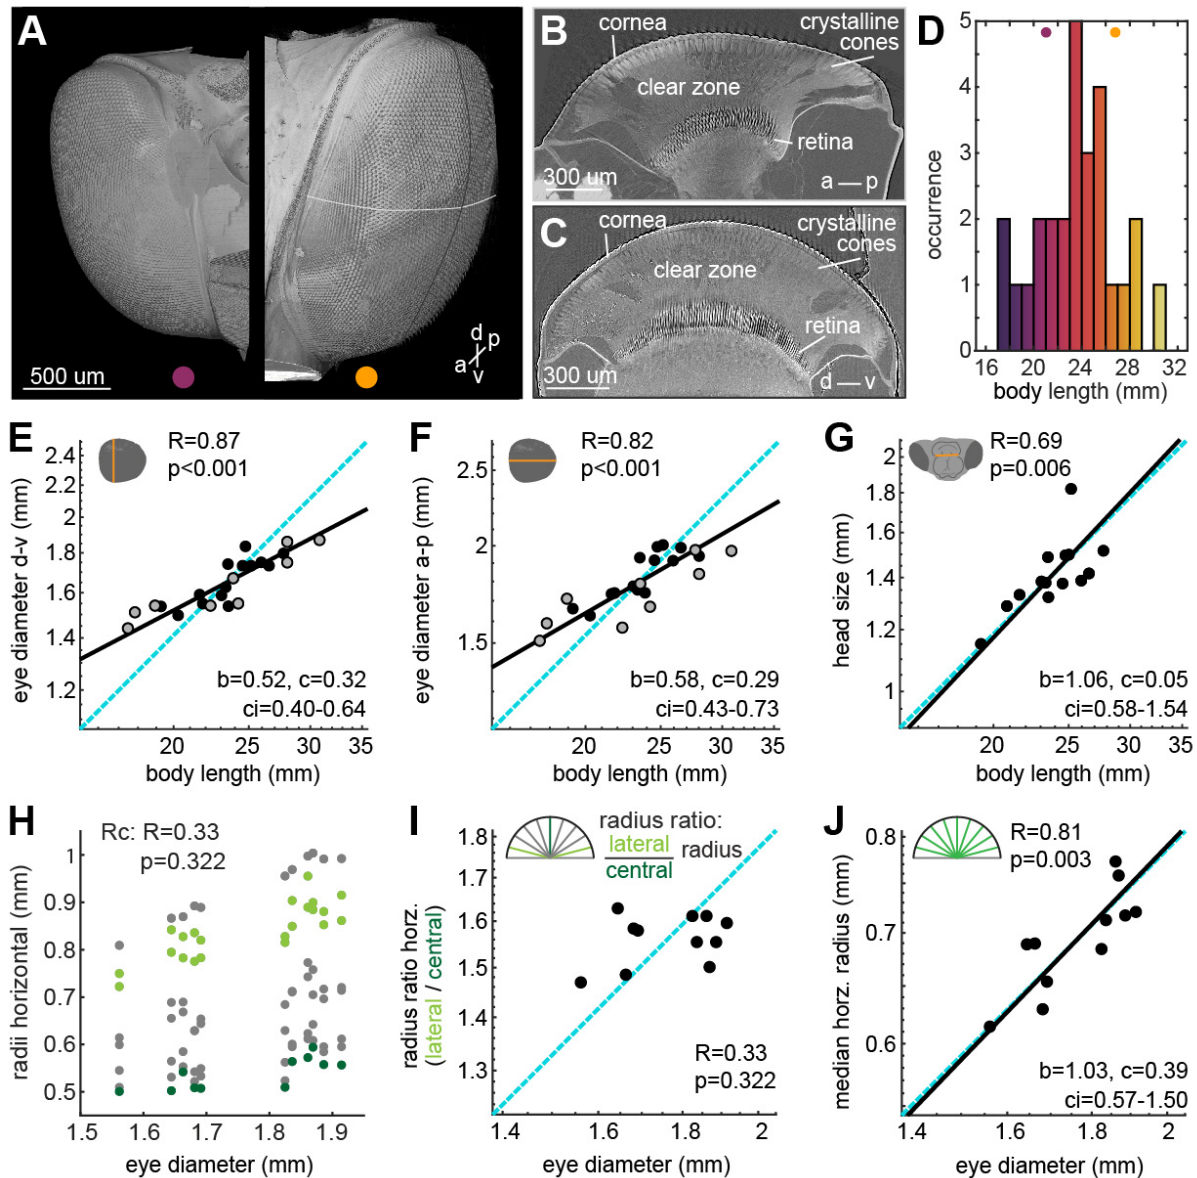 A
500 um
d
p
a
v
B
cornea
crystalline
cones
clear zone
retina
300 um
a — p
C
cornea
crystalline
cones
clear zone
retina
300 um
d — v
D
occurrence
5
4
3
2
1
0
16 20 24 28 32
body length (mm)
E
R=0.87
p<0.001
eye diameter d-v (mm)
2.4
2.2
2
1.8
1.6
1.4
1.2
b=0.52, c=0.32
ci=0.40-0.64
20 25 30 35
body length (mm)
F
R=0.82
p<0.001
eye diameter a-p (mm)
2.5
2
1.5
b=0.58, c=0.29
ci=0.43-0.73
20 25 30 35
body length (mm)
G
R=0.69
p=0.006
head size (mm)
2
1.8
1.6
1.4
1.2
1
b=1.06, c=0.05
ci=0.58-1.54
20 25 30 35
body length (mm)
H
Rc: R=0.33
p=0.322
radii horizontal (mm)
1
0.9
0.8
0.7
0.6
0.5
1.5 1.6 1.7 1.8 1.9
eye diameter (mm)
I
radius ratio:
lateral
radius
central
radius ratio horz.
(lateral / central)
1.8
1.7
1.6
1.5
1.4
1.3
R=0.33
p=0.322
1.4 1.6 1.8 2
eye diameter (mm)
J
R=0.81
p=0.003
median horz. radius (mm)
0.8
0.7
0.6
b=1.03, c=0.39
ci=0.57-1.50
1.4 1.6 1.8 2
eye diameter (mm)